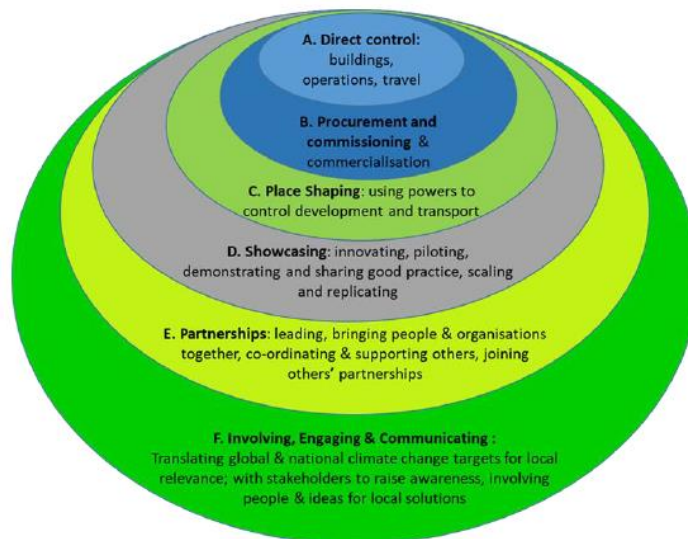 A. Direct control:
buildings,
operations, travel
B. Procurement and
commissioning &
commercialisation
C. Place Shaping: using powers to
control development and transport
D. Showcasing: innovating, piloting,
demonstrating and sharing good practice, scaling
and replicating
E. Partnerships: leading, bringing people & organisations
together, co-ordinating & supporting others, joining
others’ partnerships
F. Involving, Engaging & Communicating :
Translating global & national climate change targets for local
relevance; with stakeholders to raise awareness, involving
people & ideas for local solutions